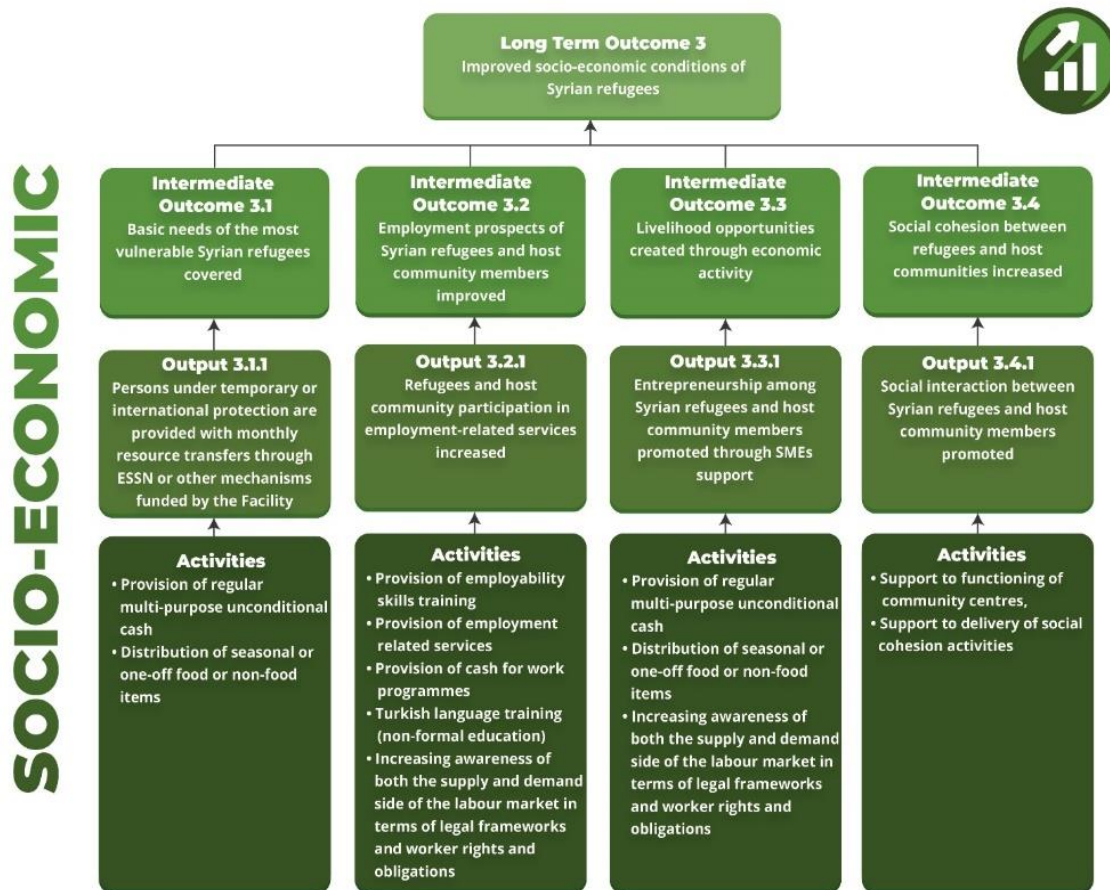 SOCIO-ECONOMIC
Long Term Outcome 3
Improved socio-economic conditions of
Syrian refugees
Intermediate
Outcome 3.1
Basic needs of the most
vulnerable Syrian refugees
covered
Intermediate
Outcome 3.2
Employment prospects of
Syrian refugees and host
community members
improved
Intermediate
Outcome 3.3
Livelihood opportunities
created through economic
activity
Intermediate
Outcome 3.4
Social cohesion between
refugees and host
communities increased
Output 3.1.1
Persons under temporary or
international protection are
provided with monthly
resource transfers through
ESSN or other mechanisms
funded by the Facility
Output 3.2.1
Refugees and host
community participation in
employment-related services
increased
Output 3.3.1
Entrepreneurship among
Syrian refugees and host
community members
promoted through SMEs
support
Output 3.4.1
Social interaction between
Syrian refugees and host
community members
promoted
Activities
• Provision of regular
multi-purpose unconditional
cash
• Distribution of seasonal or
one-off food or non-food
items
Activities
• Provision of employability
skills training
• Provision of employment
related services
• Provision of cash for work
programmes
• Turkish language training
(non-formal education)
• Increasing awareness of
both the supply and demand
side of the labour market in
terms of legal frameworks
and worker rights and
obligations
Activities
• Provision of regular
multi-purpose unconditional
cash
• Distribution of seasonal or
one-off food or non-food
items
• Increasing awareness of
both the supply and demand
side of the labour market in
terms of legal frameworks
and worker rights and
obligations
Activities
• Support to functioning of
community centres,
• Support to delivery of social
cohesion activities